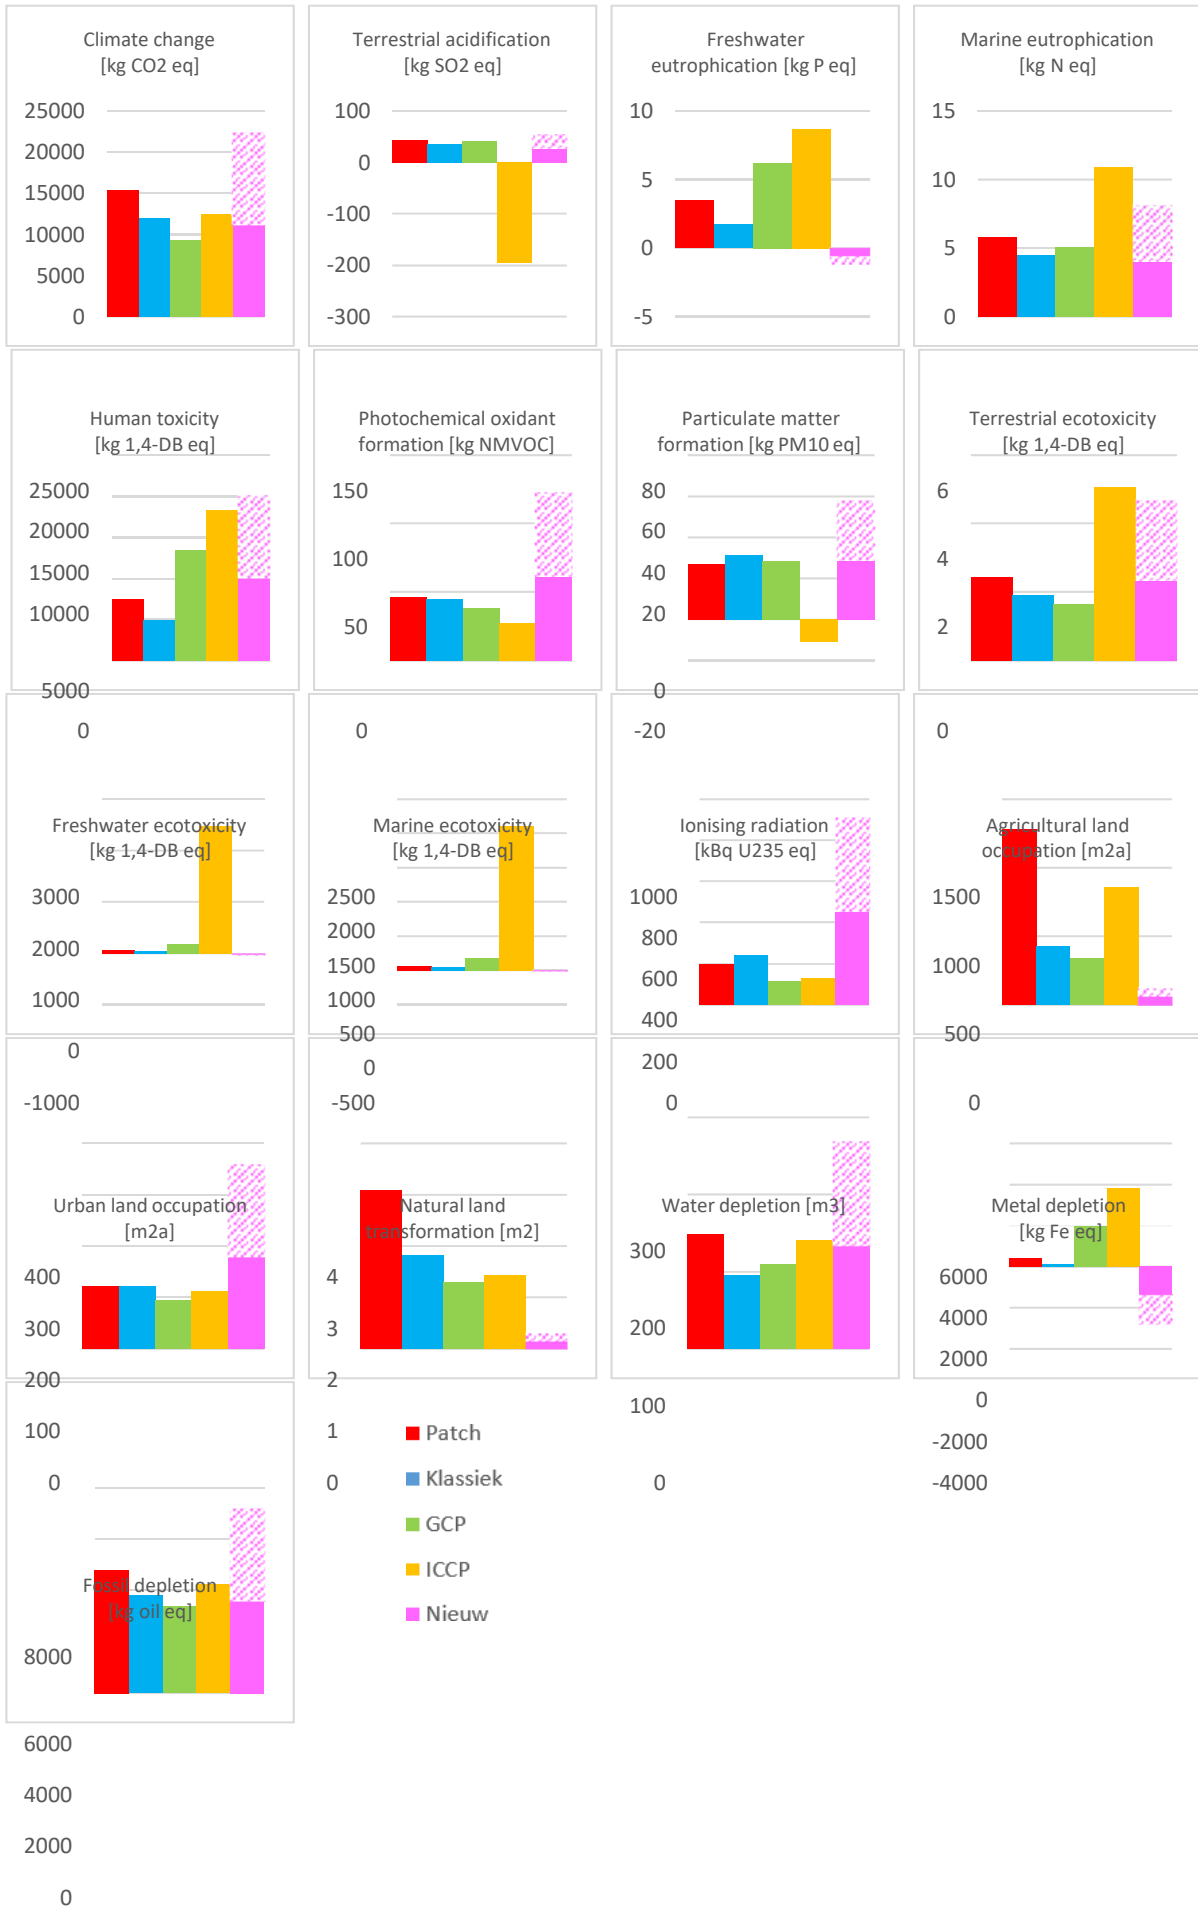 Climate change
[kg CO2 eq]
25000
20000
15000
10000
5000
0
Terrestrial acidification
[kg SO2 eq]
100
0
-100
-200
-300
Freshwater
eutrophication [kg P eq]
10
5
0
-5
Marine eutrophication
[kg N eq]
15
10
5
0
Human toxicity
[kg 1,4-DB eq]
25000
20000
15000
10000
5000
0
Photochemical oxidant
formation [kg NMVOC]
150
100
50
0
Particulate matter
formation [kg PM10 eq]
80
60
40
20
0
-20
Terrestrial ecotoxicity
[kg 1,4-DB eq]
6
4
2
0
Freshwater ecotoxicity
[kg 1,4-DB eq]
3000
2000
1000
0
-1000
Marine ecotoxicity
[kg 1,4-DB eq]
2500
2000
1500
1000
500
0
-500
Ionising radiation
[kBq U235 eq]
1000
800
600
400
200
0
Agricultural land
occupation [m2a]
1500
1000
500
0
Urban land occupation
[m2a]
400
300
200
100
0
Natural land
transformation [m2]
4
3
2
1
0
Water depletion [m3]
300
200
100
0
Metal depletion
[kg Fe eq]
6000
4000
2000
0
-2000
-4000
Fossil depletion
[kg oil eq]
8000
6000
4000
2000
0
Patch
Klassiek
GCP
ICCP
Nieuw